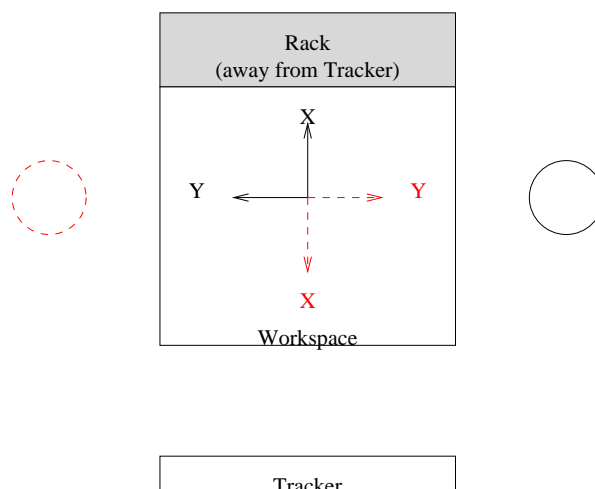 Rack
(away from Tracker)
X
Y
Y
X
Workspace
Tracker